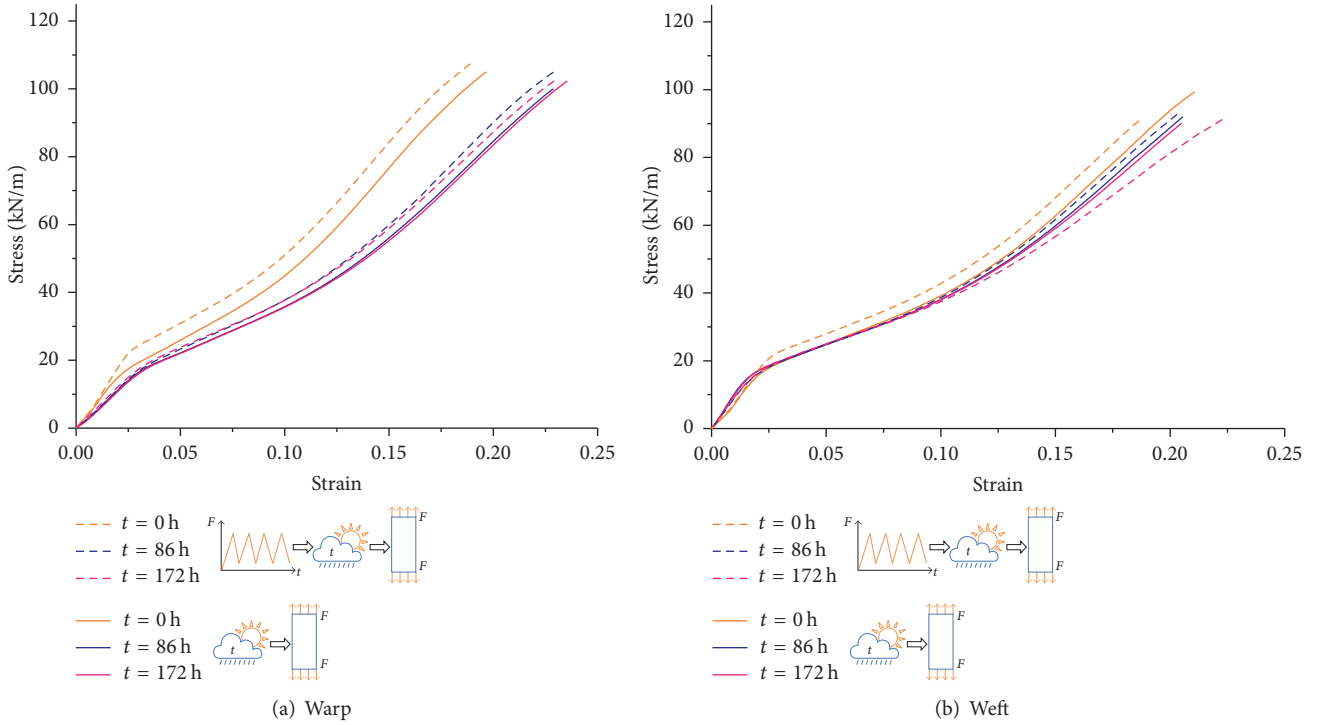 120
100
80
60
40
20
0
Stress (kN/m)
0.00
0.05
0.10
0.15
0.20
0.25
Strain
t = 0 h
t = 86 h
t = 172 h
F
t
t
F
F
t = 0 h
t = 86 h
t = 172 h
t
F
F
(a) Warp
120
100
80
60
40
20
0
Stress (kN/m)
0.00
0.05
0.10
0.15
0.20
0.25
Strain
t = 0 h
t = 86 h
t = 172 h
F
t
t
F
F
t = 0 h
t = 86 h
t = 172 h
t
F
F
(b) Weft